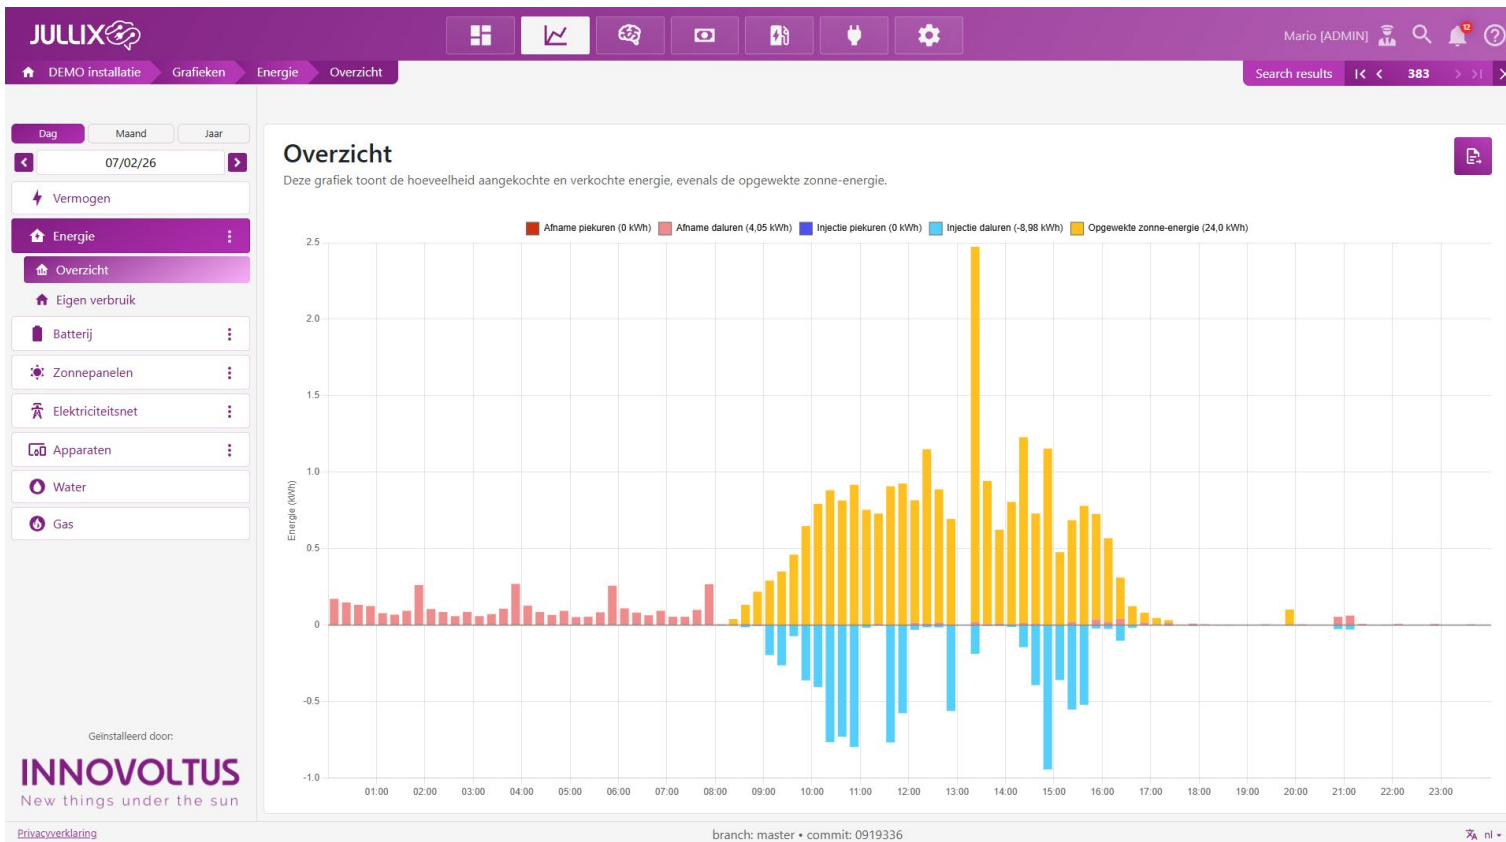 JULLIX
Mario [ADMIN]
12
DEMO installatie
Grafieken
Energie
Overzicht
Search results
383
Dag
Maand
Jaar
07/02/26
Vermogen
Energie
Overzicht
Eigen verbruik
Batterij
Zonnepanelen
Elektriciteitsnet
Apparaten
Water
Gas
Geïnstalleerd door:
INNOVOLTUS
New things under the sun
Overzicht
Deze grafiek toont de hoeveelheid aangekochte en verkochte energie, evenals de opgewekte zonne-energie.
Afname piekuren (0 kWh) Afname daluren (4,05 kWh) Injectie piekuren (0 kWh) Injectie daluren (-8,98 kWh) Opgewekte zonne-energie (24,0 kWh)
Energie (kWh)
2.5
2.0
1.5
1.0
0.5
0
-0.5
-1.0
01:00 02:00 03:00 04:00 05:00 06:00 07:00 08:00 09:00 10:00 11:00 12:00 13:00 14:00 15:00 16:00 17:00 18:00 19:00 20:00 21:00 22:00 23:00
Privacyverklaring
branch: master • commit: 0919336
nl